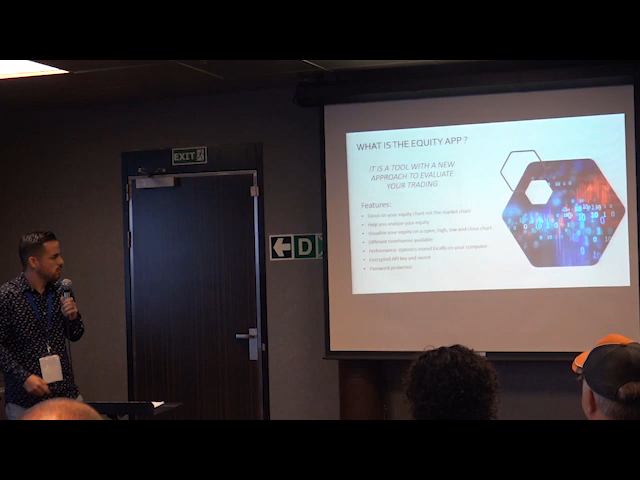 EXIT
D
WHAT IS THE EQUITY APP ?
IT IS A TOOL WITH A NEW
APPROACH TO EVALUATE
YOUR TRADING
Features:
Focus on your equity chart not the market chart
Help you analyze your equity
Visualize your equity on a open, high, low and close chart
Different timeframes available
Performance statistics stored locally on your computer
Encrypted API key and secret
Password protection